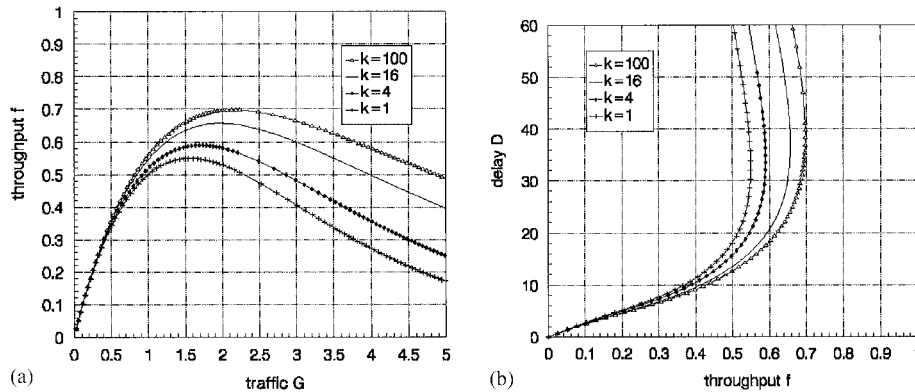 1
0.9
0.8
0.7
0.6
0.5
0.4
0.3
0.2
0.1
0
throughput f
k=100
k=16
k=4
k=1
0 0.5 1 1.5 2 2.5 3 3.5 4 4.5 5
traffic G
(a)
60
50
40
30
20
10
0
delay D
k=100
k=16
k=4
k=1
0 0.1 0.2 0.3 0.4 0.5 0.6 0.7 0.8 0.9
throughput f
(b)